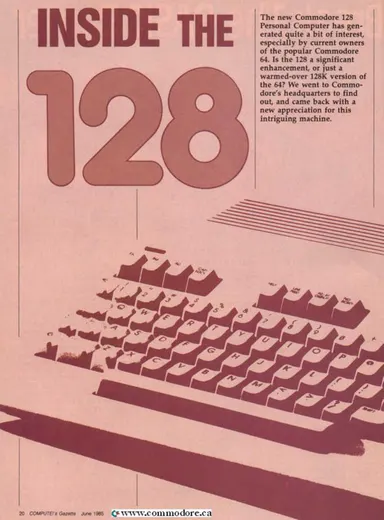 INSIDE THE
128
The new Commodore 128
Personal Computer has gen-
erated quite a bit of interest,
especially by current owners
of the popular Commodore
64. Is the 128 a significant
enhancement, or just a
warmed-over 128K version of
the 64? We went to Commo-
dore's headquarters to find
out, and came back with a
new appreciation for this
intriguing machine.
20 COMPUTE!'s Gazette June 1985
www.commodore.ca